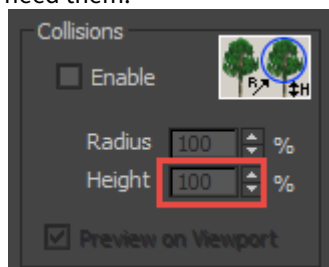 need them.
Collisions
Enable
R H
Radius 100 %
Height 100 %
Preview on Viewport